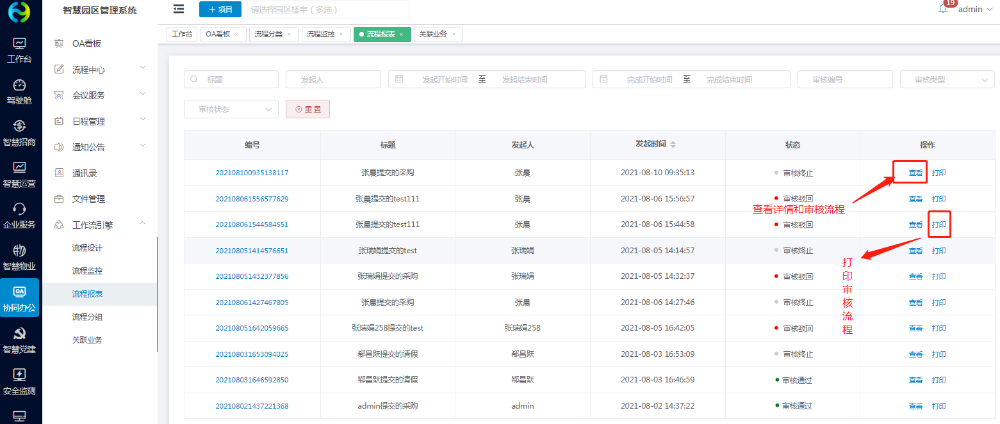 智慧园区管理系统
+ 项目
请选择园区楼宇（多选）
19
admin
工作台
OA看板 ×
流程分类 ×
流程监控 ×
流程报表 ×
关联业务 ×
工作台
驾驶舱
智慧招商
智慧运营
企业服务
智慧物业
OA
协同办公
智慧党建
安全监测
OA看板
流程中心
会议服务
日程管理
通知公告
通讯录
文件管理
工作流引擎
流程设计
流程监控
流程报表
流程分组
关联业务
标题
发起人
发起开始时间 至 发起结束时间
完成开始时间 至 完成结束时间
审核编号
审核类型
审核状态
重 置
编号 标题 发起人 发起时间 状态 操作
202108100935138117 张晨提交的采购 张晨 2021-08-10 09:35:13 审核终止 查看 打印
202108061556577629 张晨提交的test111 张晨 2021-08-06 15:56:57 审核驳回 查看 打印
查看详情和审核流程
202108061544584551 张晨提交的test111 张晨 2021-08-06 15:44:58 审核驳回 查看 打印
202108051414576651 张瑞娟提交的test 张瑞娟 2021-08-05 14:14:57 审核终止 查看 打印
202108051432377856 张瑞娟提交的采购 张瑞娟 2021-08-05 14:32:37 审核驳回 查看 打印
202108061427467805 张晨提交的采购 张晨 2021-08-06 14:27:46 审核终止 查看 打印
202108051642059665 张瑞娟258提交的test 张瑞娟258 2021-08-05 16:42:05 审核驳回 查看 打印
202108031653094025 郗昌跃提交的请假 郗昌跃 2021-08-03 16:53:09 审核终止 查看 打印
202108031646592850 郗昌跃提交的请假 郗昌跃 2021-08-03 16:46:59 审核通过 查看 打印
202108021437221368 admin提交的采购 admin 2021-08-02 14:37:22 审核通过 查看 打印
打印审核流程